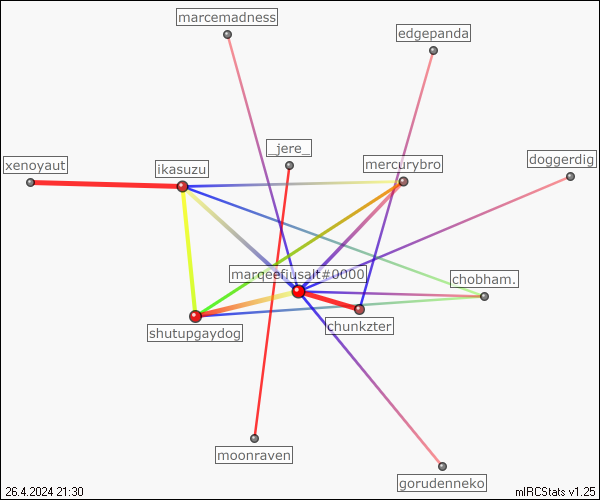 marcemadness
edgepanda
_jere_
xenoyaut
ikasuzu
mercurybro
doggerdig
marqeefiusalt#0000
chobham.
shutupgaydog
chunkzter
moonraven
gorudenneko
26.4.2024 21:30
mIRCStats v1.25